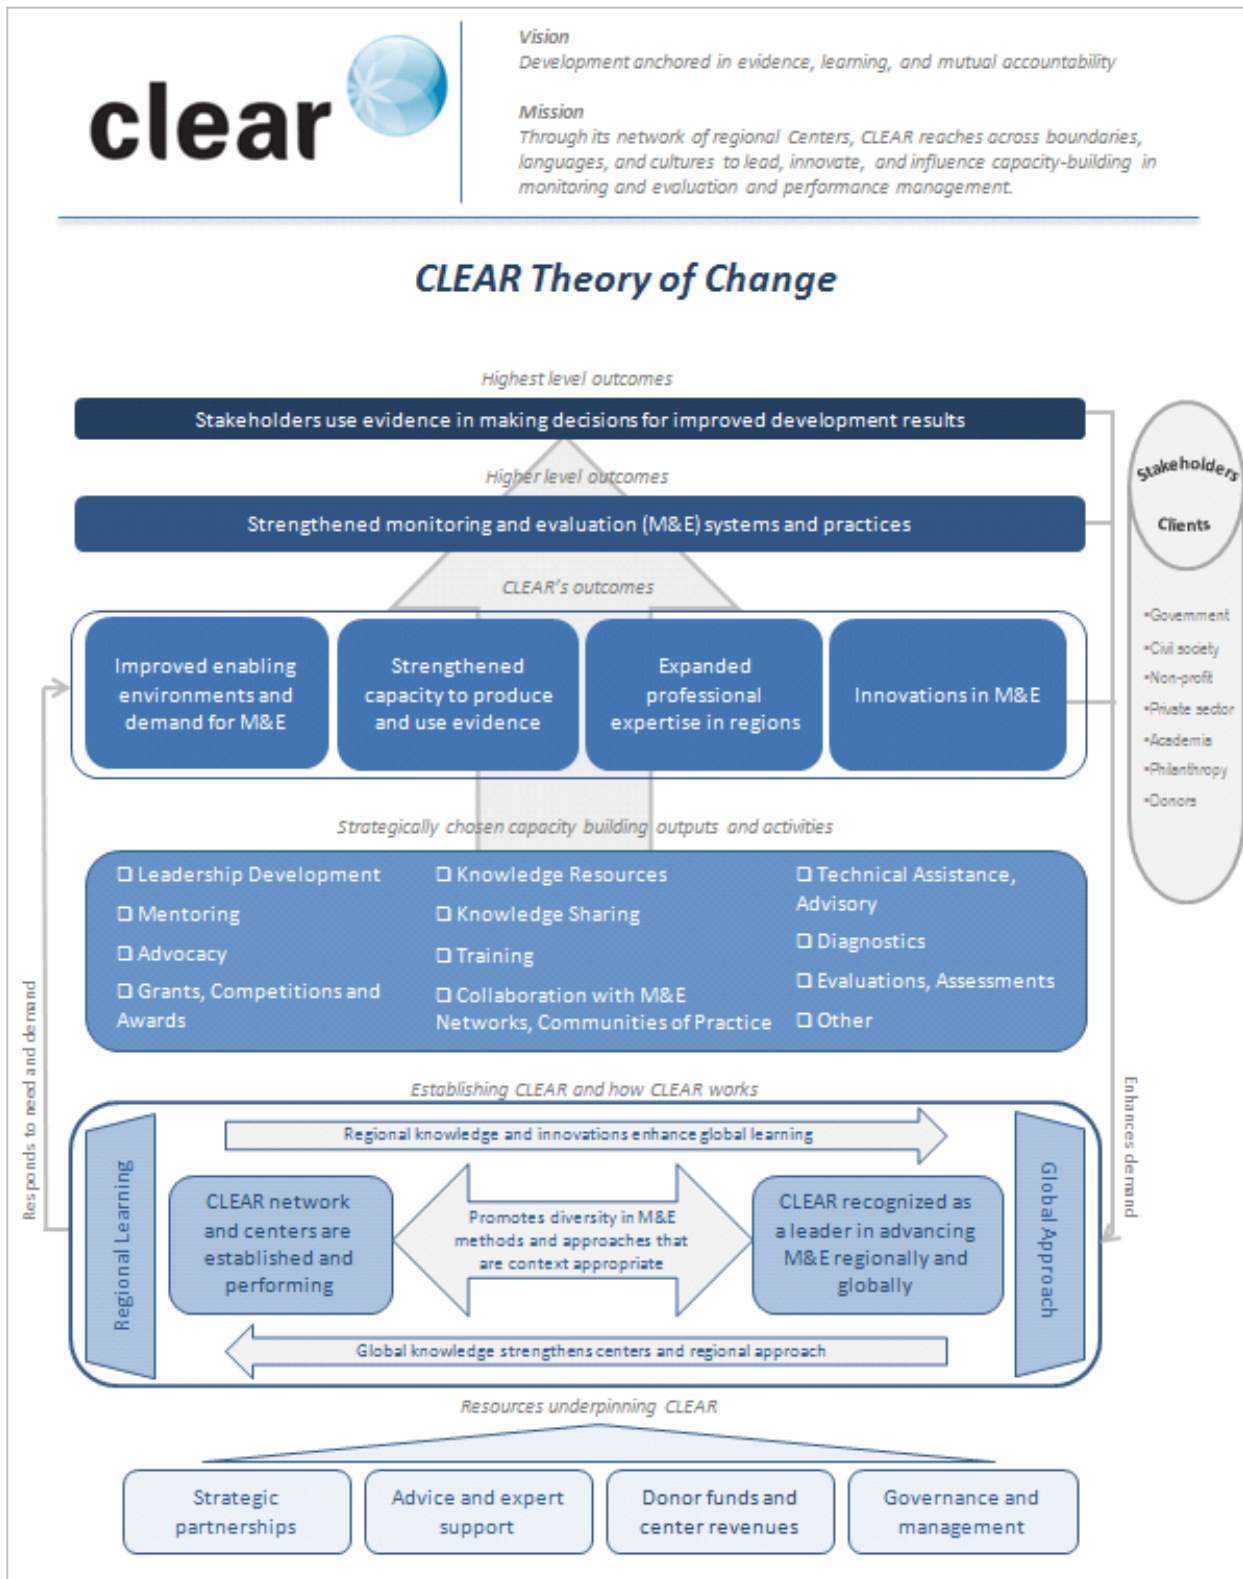 clear
Vision
Development anchored in evidence, learning, and mutual accountability
Mission
Through its network of regional Centers, CLEAR reaches across boundaries,
languages, and cultures to lead, innovate, and influence capacity-building in
monitoring and evaluation and performance management.
CLEAR Theory of Change
Highest level outcomes
Stakeholders use evidence in making decisions for improved development results
Higher level outcomes
Strengthened monitoring and evaluation (M&E) systems and practices
CLEAR's outcomes
Improved enabling
environments and
demand for M&E
Strengthened
capacity to produce
and use evidence
Expanded
professional
expertise in regions
Innovations in M&E
Stakeholders
Clients
•Government
•Civil society
•Non-profit
•Private sector
•Academia
•Philanthropy
•Donors
Strategically chosen capacity building outputs and activities
❑ Leadership Development
❑ Mentoring
❑ Advocacy
❑ Grants, Competitions and
Awards
❑ Knowledge Resources
❑ Knowledge Sharing
❑ Training
❑ Collaboration with M&E
Networks, Communities of Practice
❑ Technical Assistance,
Advisory
❑ Diagnostics
❑ Evaluations, Assessments
❑ Other
Responds to need and demand
Enhances demand
Establishing CLEAR and how CLEAR works
Regional Learning
Regional knowledge and innovations enhance global learning
CLEAR network
and centers are
established and
performing
Promotes diversity in M&E
methods and approaches that
are context appropriate
CLEAR recognized as
a leader in advancing
M&E regionally and
globally
Global knowledge strengthens centers and regional approach
Global Approach
Resources underpinning CLEAR
Strategic
partnerships
Advice and expert
support
Donor funds and
center revenues
Governance and
management